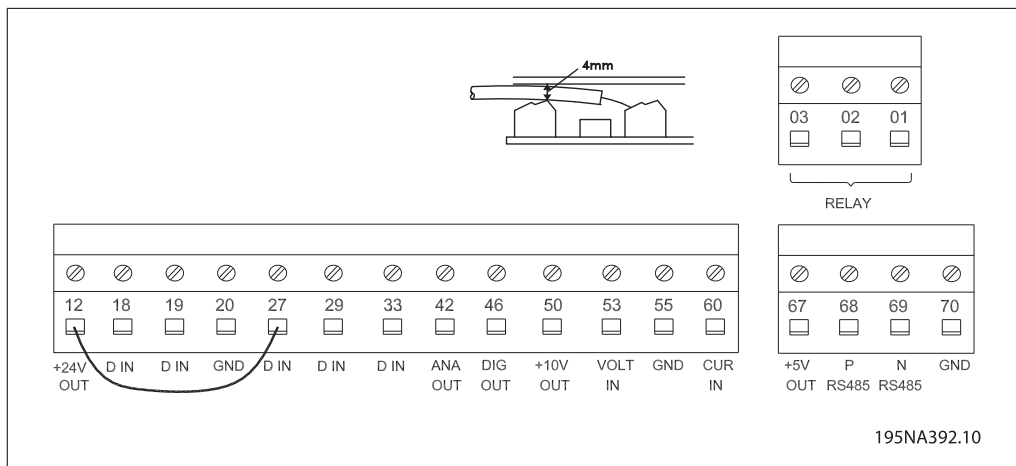 4mm
03 02 01
RELAY
12 18 19 20 27 29 33 42 46 50 53 55 60
+24V D IN D IN GND D IN D IN D IN ANA DIG +10V VOLT GND CUR
OUT OUT OUT OUT IN IN
67 68 69 70
+5V P N GND
OUT RS485 RS485
195NA392.10